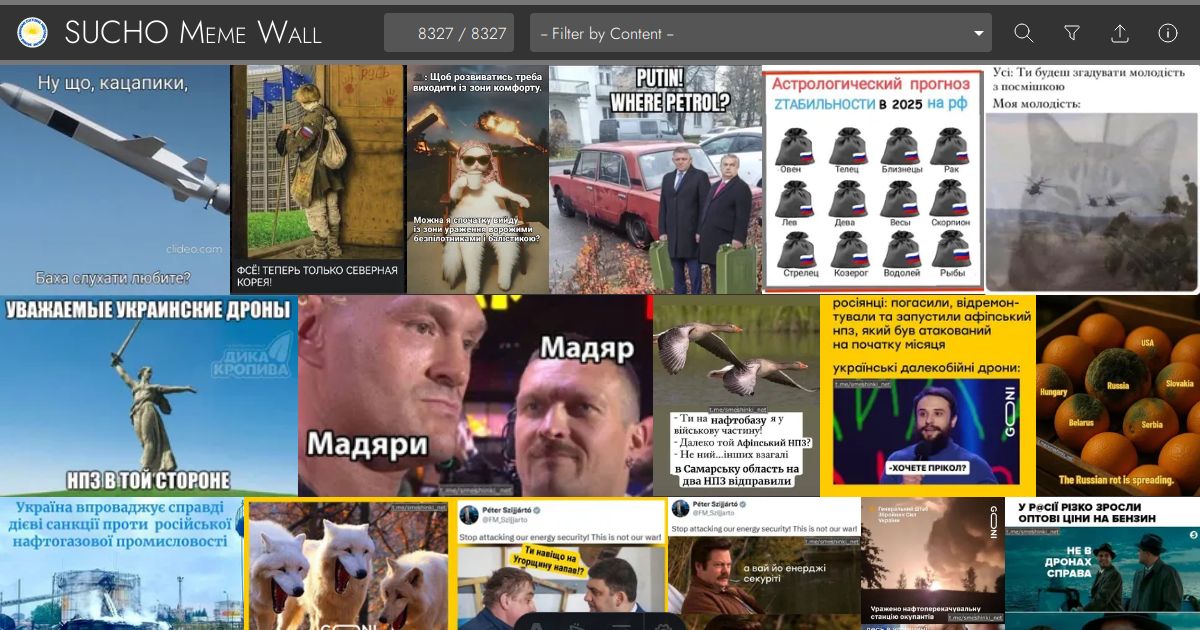 SUCHO Meme Wall
8327 / 8327
– Filter by Content –
Ну що, кацапики,
clideo.com
Баха слухати любите?
РУСЬ
ФСЁ! ТЕПЕРЬ ТОЛЬКО СЕВЕРНАЯ
КОРЕЯ!
: Щоб розвиватись треба
виходити із зони комфорту.
Можна я спочатку вийду
із зони ураження ворожими
безпілотниками і балістикою?
PUTIN!
WHERE PETROL?
Астрологический прогноз
ZТАБИЛЬНОСТИ В 2025 на рф
Овен Телец Близнецы Рак
Лев Дева Весы Скорпион
Стрелец Козерог Водолей Рыбы
Усі: Ти будеш згадувати молодість
з посмішкою
Моя молодість:
УВАЖАЕМЫЕ УКРАИНСКИЕ ДРОНЫ
ДИКА
КРОПИВА
НПЗ В ТОЙ СТОРОНЕ
Мадяри
Мадяр
t.me/smeshinki_net
- Ти на нафтобазу я у
військову частину!
- Далеко той Афіпський НПЗ?
- Не ний...інших взагалі
в Самарську область на
два НПЗ відправили
росіянці: погасили, відремон-
тували та запустили афіпський
нпз, який був атакований
на початку місяця
українські далекобійні дрони:
t.me/smeshinki_net
GOONI
-ХОЧЕТЕ ПРІКОЛ?
USA
Hungary
Russia
Slovakia
Belarus
Serbia
The Russian rot is spreading.
Україна впроваджує справді
дієві санкції проти російської
нафтогазової промисловості
t.me/smeshinki_net
GOONI
Péter Szijjártó
@FM_Szijjarto
Stop attacking our energy security! This is not our war!
Ти навіщо на
Угорщину напав!?
Péter Szijjártó
@FM_Szijjarto
Stop attacking our energy security! This is not our war!
t.me/smeshinki_net
а вай йо енерджі
секуріті
Генеральний штаб
Збройних Сил
України
GOONI
Уражено нафтоперекачувальну
станцію окупантів
t.me/smeshinki_net
У Р@СІЇ РІЗКО ЗРОСЛИ
ОПТОВІ ЦІНИ НА БЕНЗИН
t.me/smeshinki_net
НЕ В
ДРОНАХ
СПРАВА